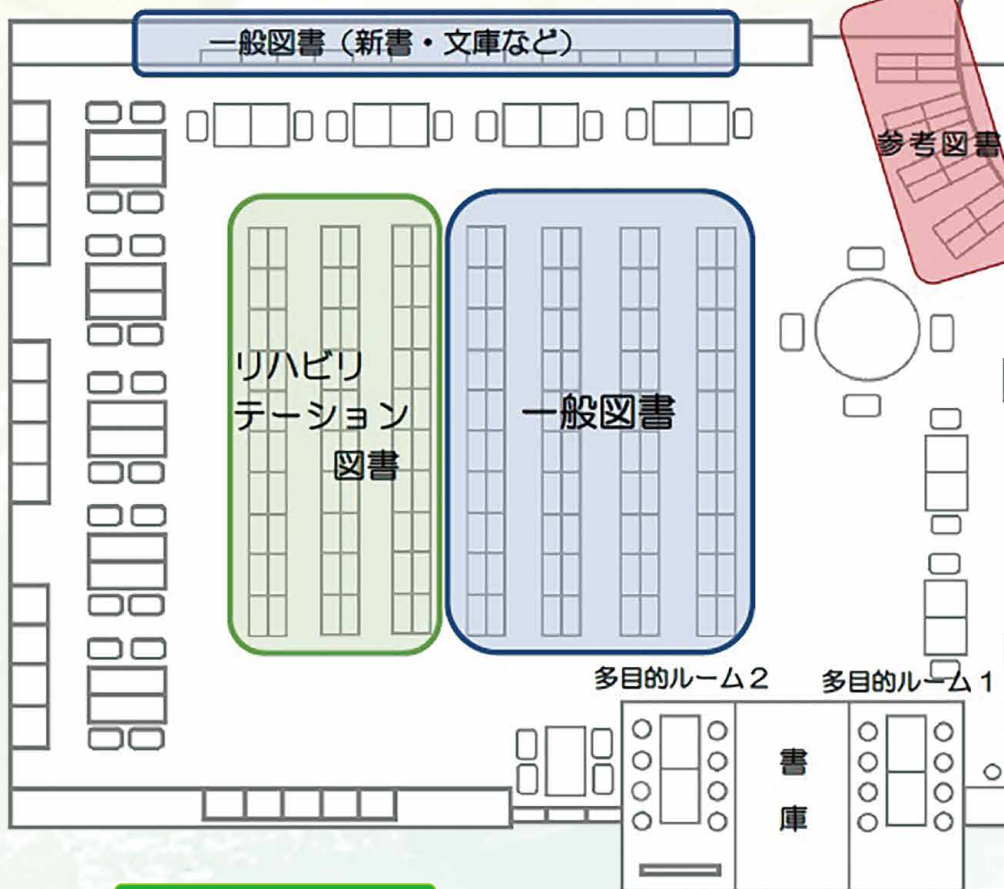 一般図書（新書・文庫など）
参考図書
リハビリ
テーション
図書
一般図書
多目的ルーム２
多目的ルーム１
書
庫